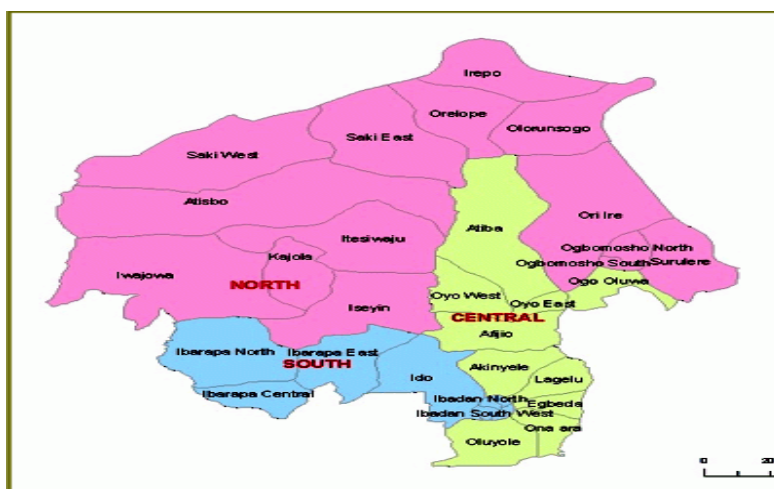 Irepo
Orelope
Olorunsogo
Saki East
Saki West
Atisbo
Ori Ire
Atiba
Itesiwaju
Ogbomosho North
Kajola
Ogbomosho South
Surulere
Iwajowa
Ogo Oluwa
NORTH
Oyo West
Oyo East
Iseyin
CENTRAL
Afijio
Ibarapa North
Ibarapa East
SOUTH
Akinyele
Ido
Lagelu
Ibarapa Central
Ibadan North
Egbeda
Ibadan South West
Ona ara
Oluyole
0
20